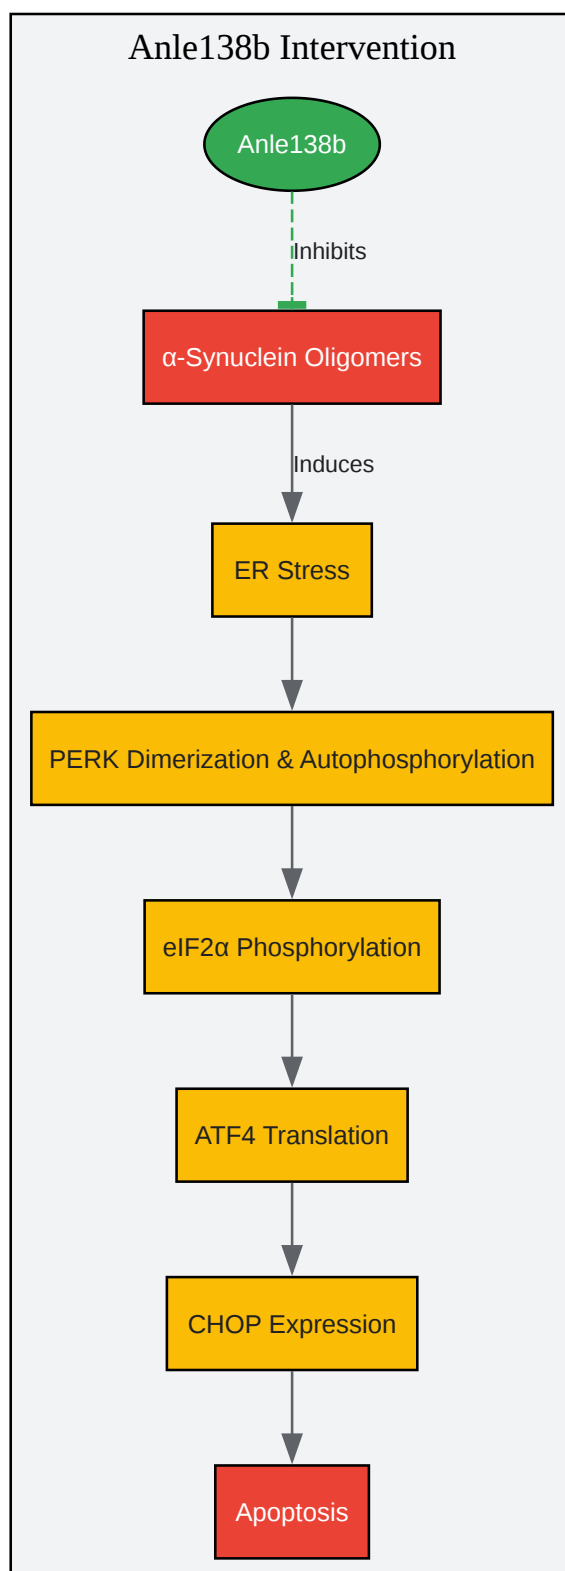 Anle138b Intervention
Anle138b
Inhibits
α-Synuclein Oligomers
Induces
ER Stress
PERK Dimerization & Autophosphorylation
eIF2α Phosphorylation
ATF4 Translation
CHOP Expression
Apoptosis